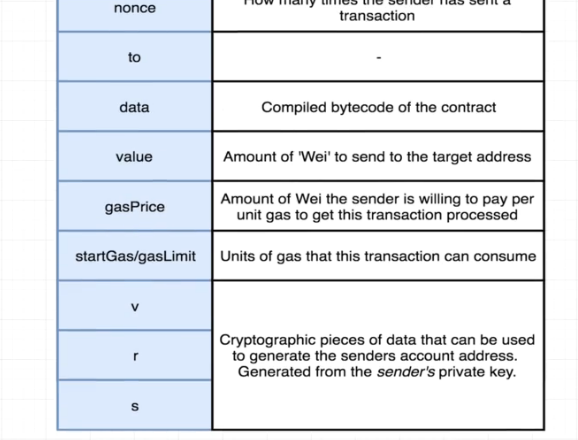 nonce
How many times the sender has sent a
transaction
to
-
data
Compiled bytecode of the contract
value
Amount of 'Wei' to send to the target address
gasPrice
Amount of Wei the sender is willing to pay per
unit gas to get this transaction processed
startGas/gasLimit
Units of gas that this transaction can consume
v
r
s
Cryptographic pieces of data that can be used
to generate the senders account address.
Generated from the sender's private key.